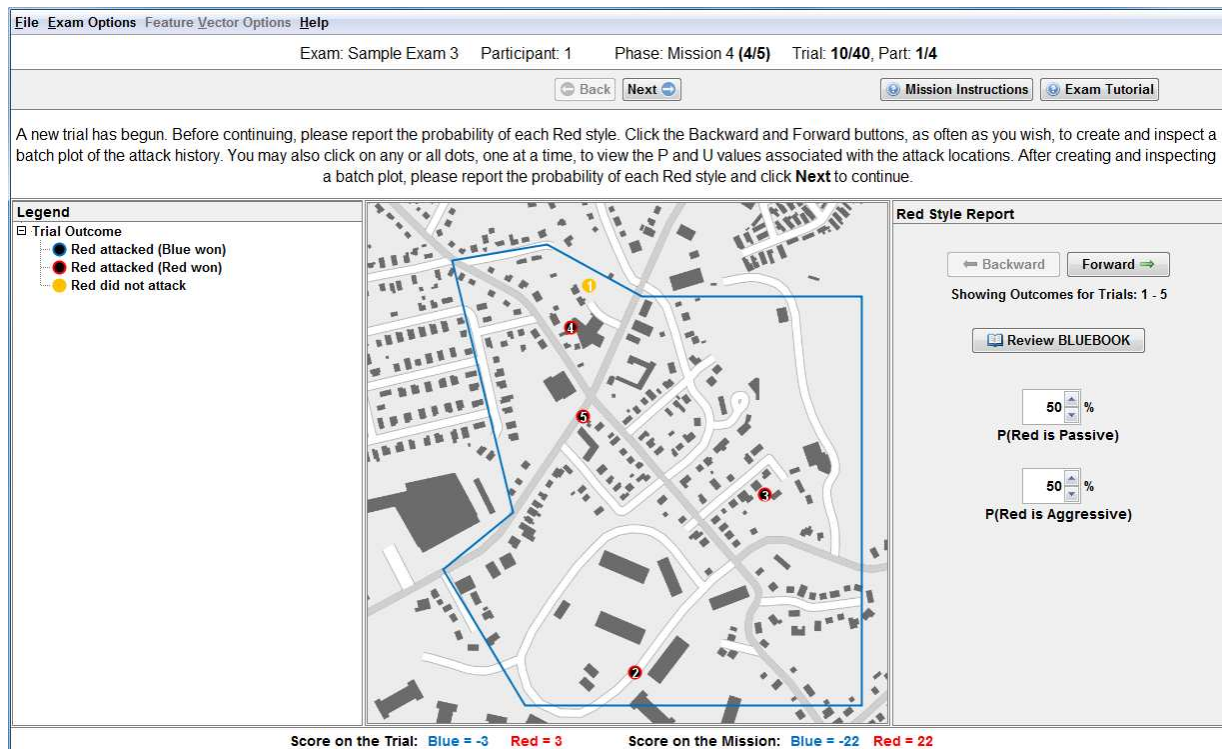 File Exam Options Feature Vector Options Help
Exam: Sample Exam 3 Participant: 1 Phase: Mission 4 (4/5) Trial: 10/40, Part: 1/4
Back Next Mission Instructions Exam Tutorial
A new trial has begun. Before continuing, please report the probability of each Red style. Click the Backward and Forward buttons, as often as you wish, to create and inspect a
batch plot of the attack history. You may also click on any or all dots, one at a time, to view the P and U values associated with the attack locations. After creating and inspecting
a batch plot, please report the probability of each Red style and click Next to continue.
Legend
Trial Outcome
Red attacked (Blue won)
Red attacked (Red won)
Red did not attack
1
4
5
3
2
Red Style Report
Backward Forward
Showing Outcomes for Trials: 1 - 5
Review BLUEBOOK
50 %
P(Red is Passive)
50 %
P(Red is Aggressive)
Score on the Trial: Blue = -3 Red = 3 Score on the Mission: Blue = -22 Red = 22